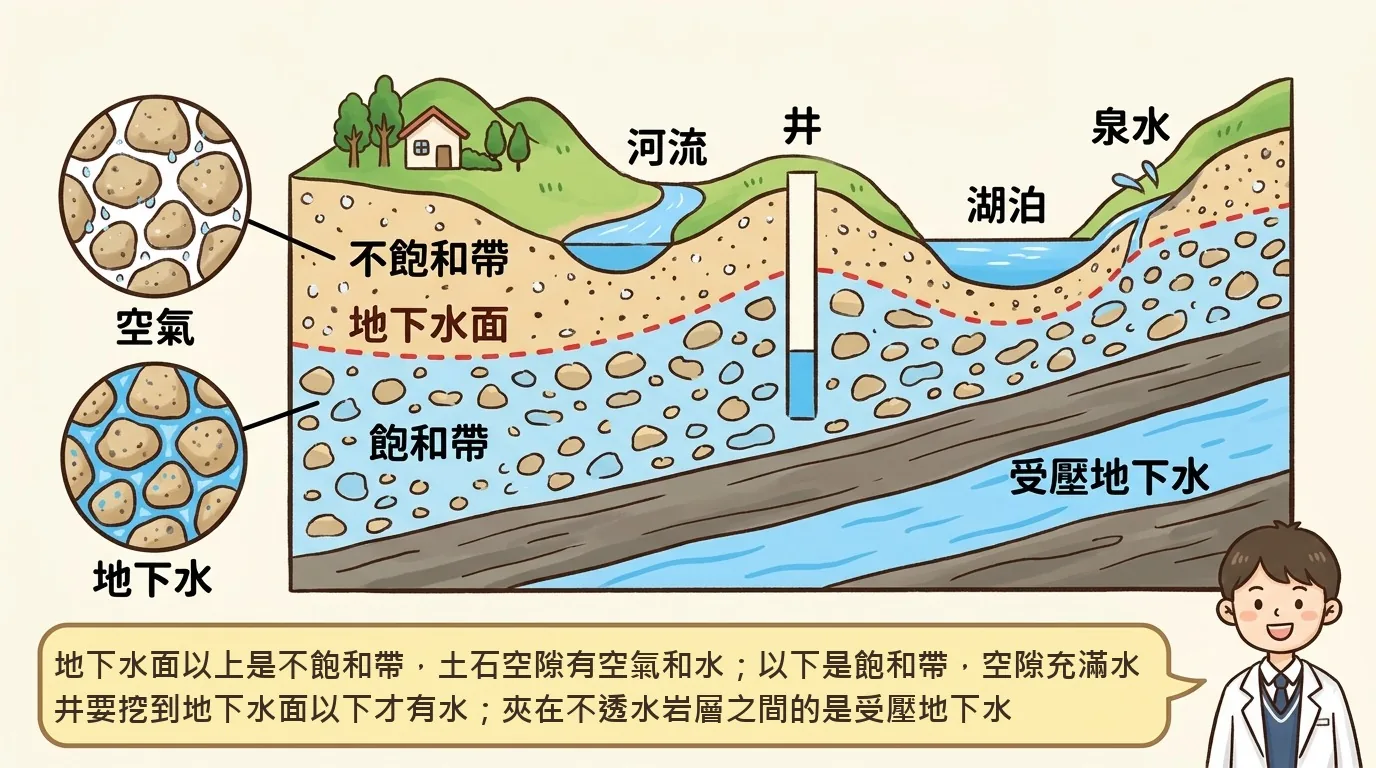 河流
井
泉水
湖泊
不飽和帶
地下水面
空氣
飽和帶
受壓地下水
地下水
地下水面以上是不飽和帶，土石空隙有空氣和水；以下是飽和帶，空隙充滿水
井要挖到地下水面以下才有水；夾在不透水岩層之間的是受壓地下水